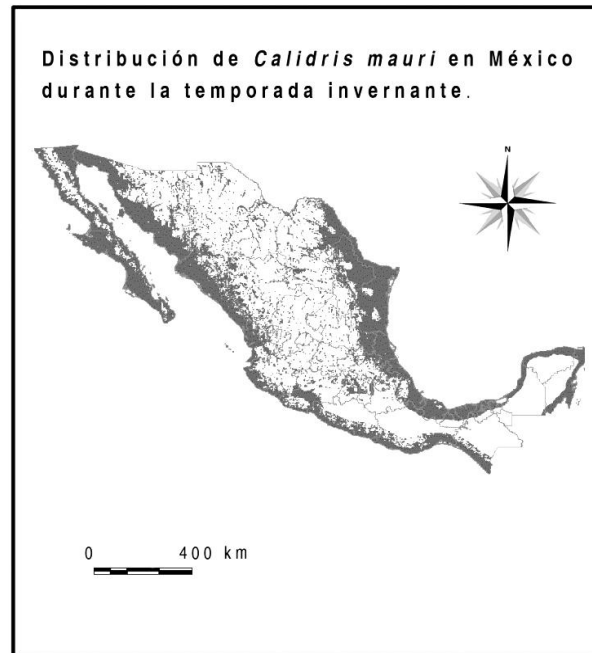 Distribución de Calidris mauri en México
durante la temporada invernante.
N
0 400 km